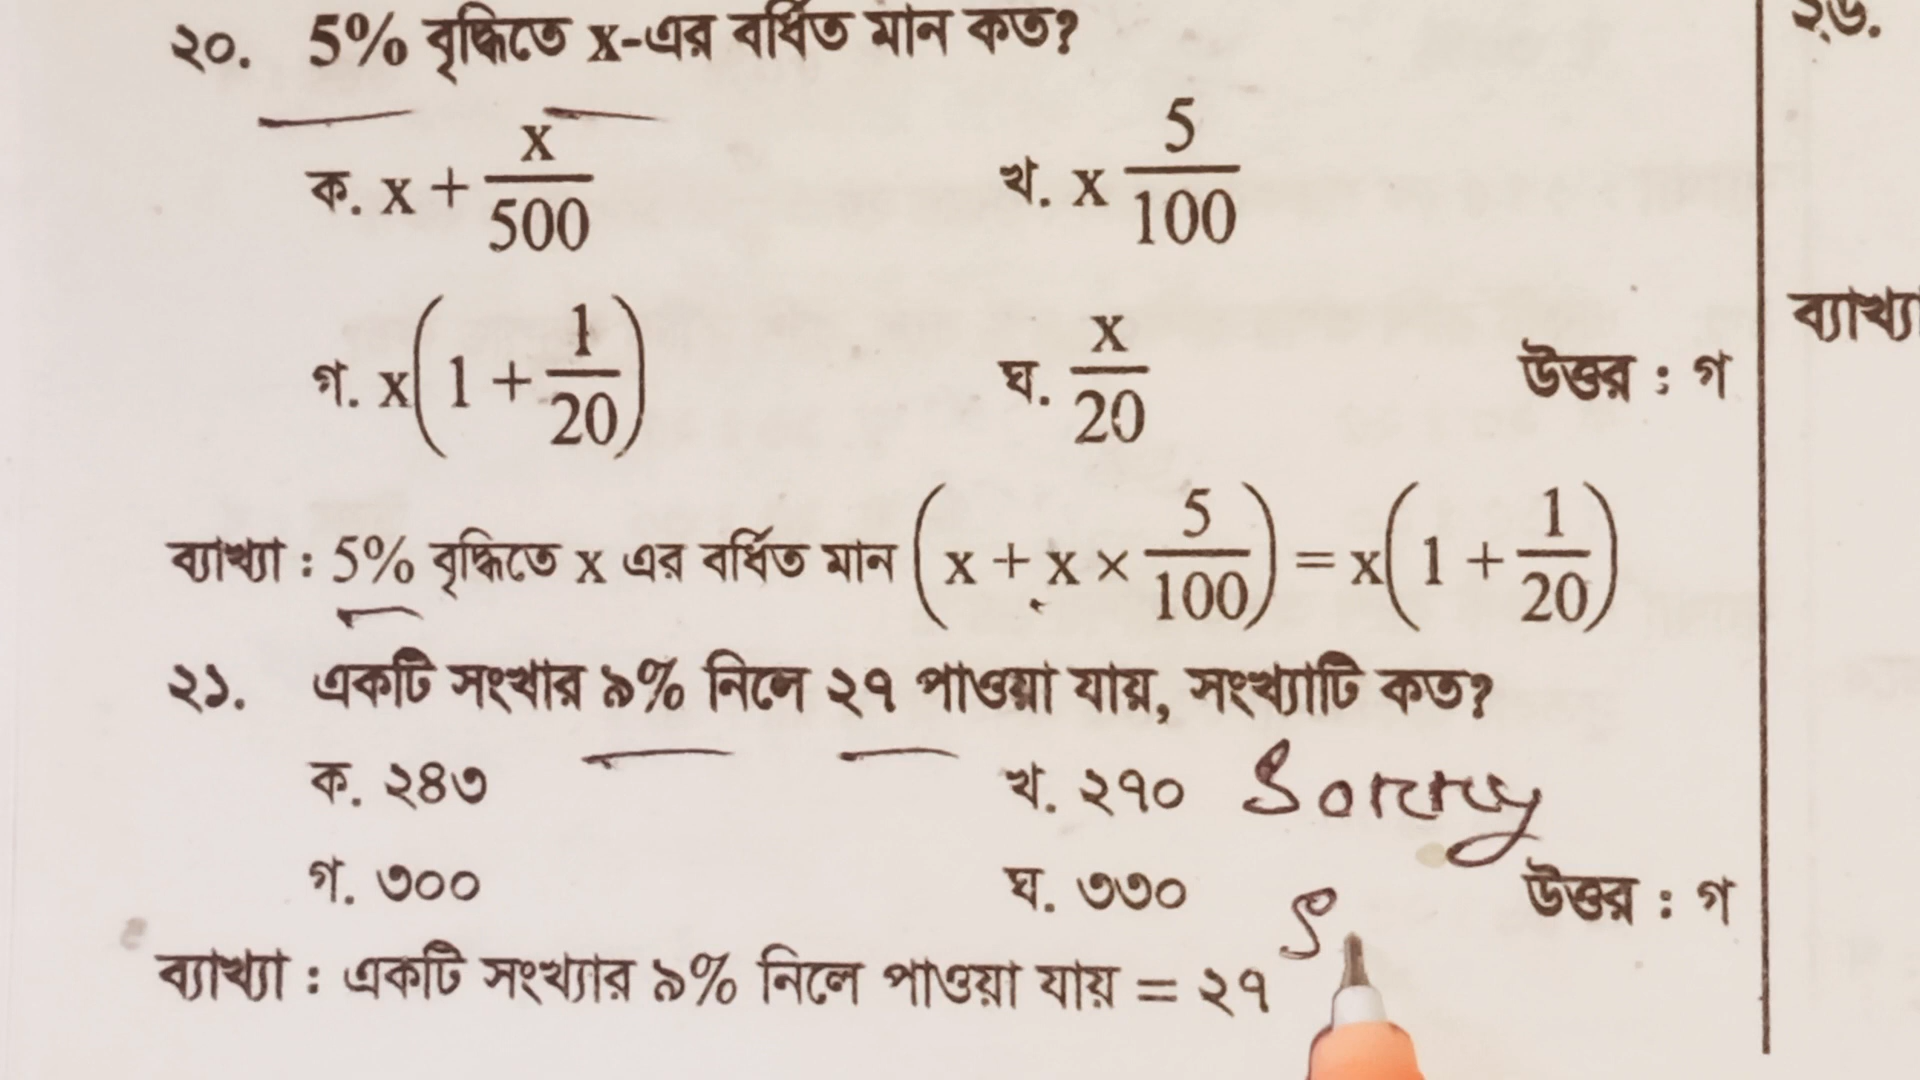 ২০. 5% বৃদ্ধিতে x-এর বর্ধিত মান কত?
ক. x + x/500 খ. x 5/100
গ. x(1 + 1/20) ঘ. x/20 উত্তর : গ
ব্যাখ্যা : 5% বৃদ্ধিতে x এর বর্ধিত মান (x + x × 5/100) = x(1 + 1/20)
২১. একটি সংখার ৯% নিলে ২৭ পাওয়া যায়, সংখ্যাটি কত?
ক. ২৪৩ খ. ২৭০ Sorry
গ. ৩০০ ঘ. ৩৩০ উত্তর : গ
S
ব্যাখ্যা : একটি সংখ্যার ৯% নিলে পাওয়া যায় = ২৭
২৬.
ব্যাখ্যা